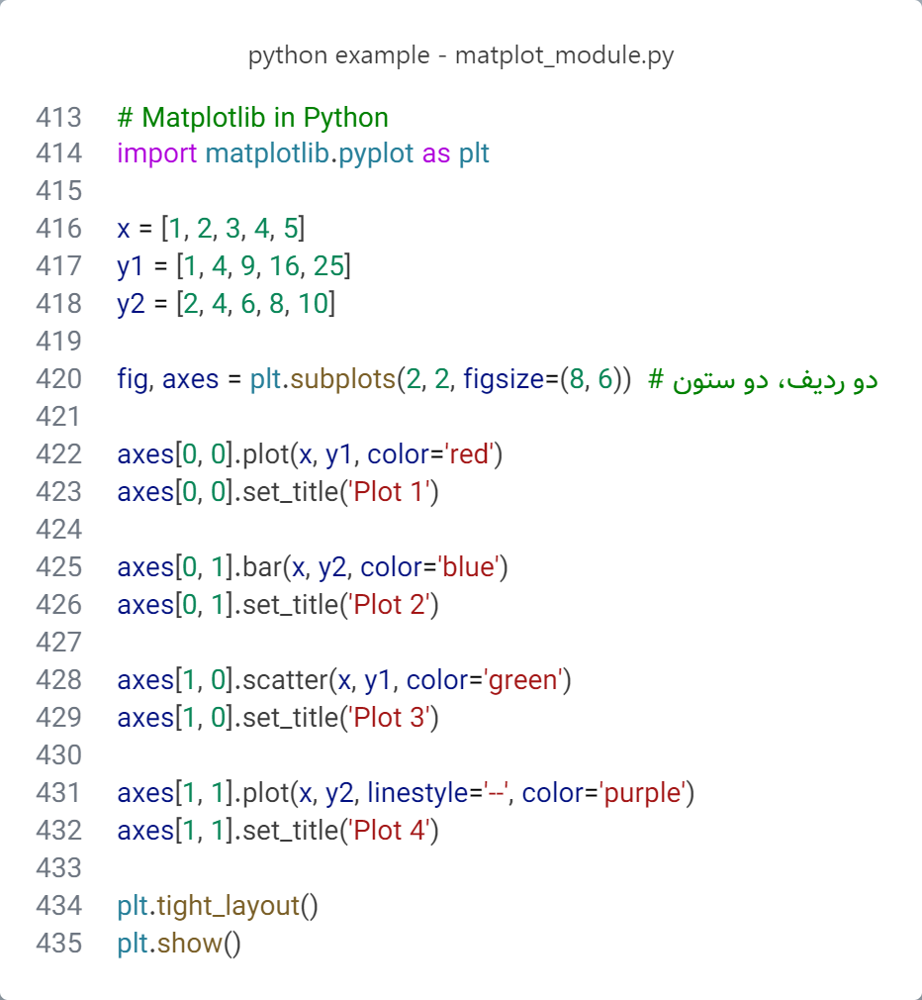 python example - matplot_module.py
413 # Matplotlib in Python
414 import matplotlib.pyplot as plt
415
416 x = [1, 2, 3, 4, 5]
417 y1 = [1, 4, 9, 16, 25]
418 y2 = [2, 4, 6, 8, 10]
419
420 fig, axes = plt.subplots(2, 2, figsize=(8, 6))  # دو ردیف، دو ستون
421
422 axes[0, 0].plot(x, y1, color='red')
423 axes[0, 0].set_title('Plot 1')
424
425 axes[0, 1].bar(x, y2, color='blue')
426 axes[0, 1].set_title('Plot 2')
427
428 axes[1, 0].scatter(x, y1, color='green')
429 axes[1, 0].set_title('Plot 3')
430
431 axes[1, 1].plot(x, y2, linestyle='--', color='purple')
432 axes[1, 1].set_title('Plot 4')
433
434 plt.tight_layout()
435 plt.show()